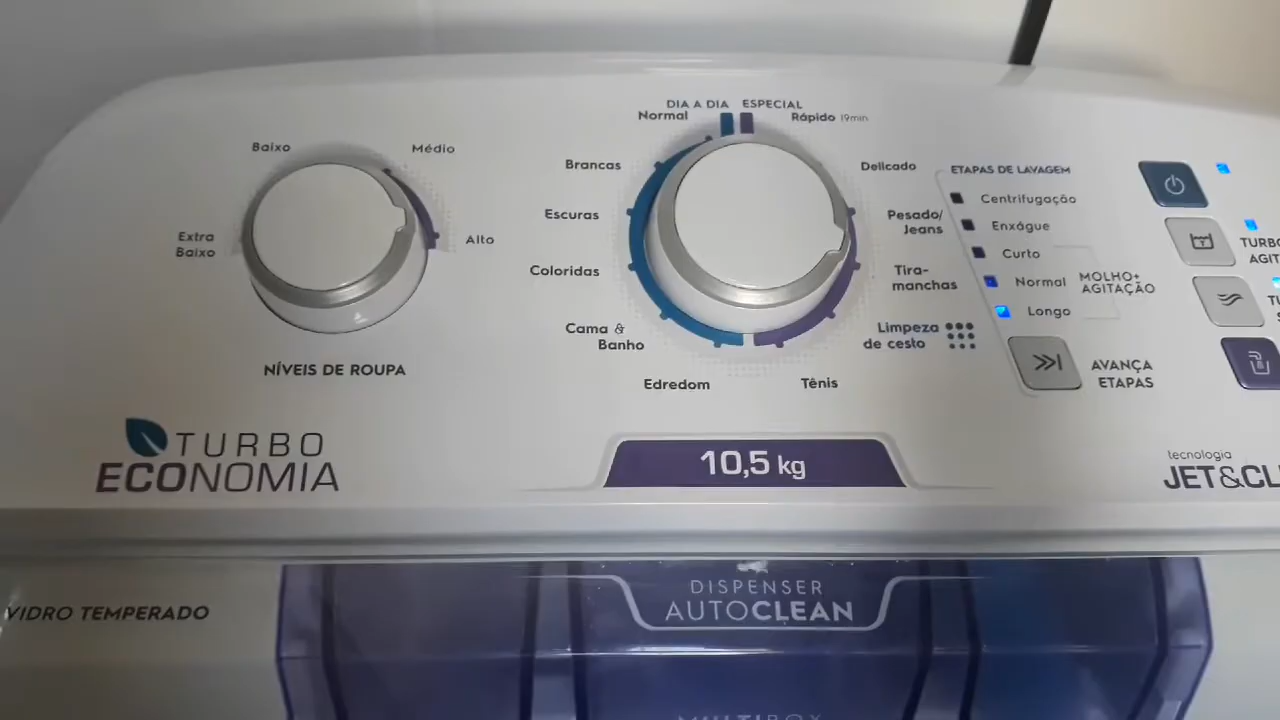 Baixo
Médio
Extra
Baixo
Alto
NÍVEIS DE ROUPA
TURBO
ECONOMIA
DIA A DIA ESPECIAL
Normal
Rápido 19min
Brancas
Delicado
Escuras
Pesado/
Jeans
Coloridas
Tira-
manchas
Cama &
Banho
Limpeza
de cesto
Edredom
Tênis
10,5 kg
ETAPAS DE LAVAGEM
Centrifugação
Enxágue
Curto
Normal
Longo
MOLHO+
AGITAÇÃO
AVANÇA
ETAPAS
tecnologia
JET&
VIDRO TEMPERADO
DISPENSER
AUTOCLEAN
MULTIBOX